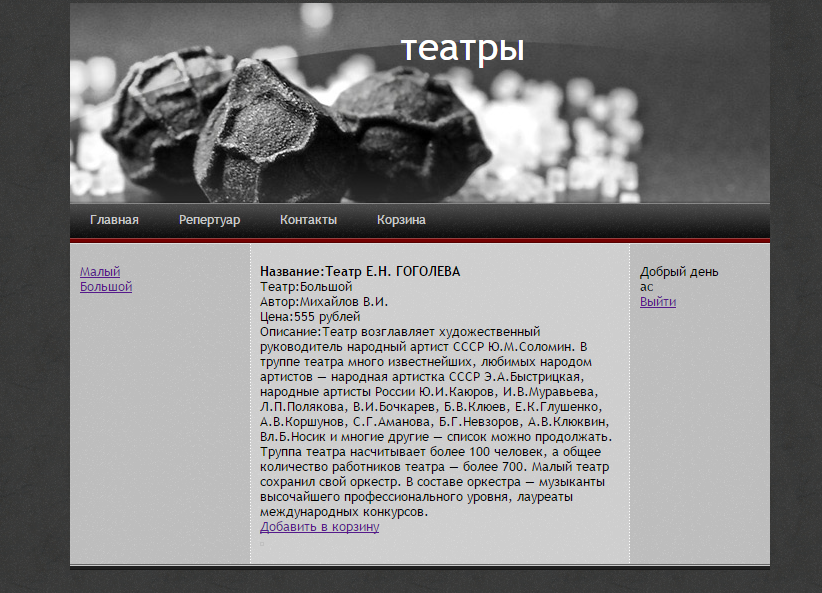 театры
Главная Репертуар Контакты Корзина
Малый
Большой
Название:Театр Е.Н. ГОГОЛЕВА
Театр:Большой
Автор:Михайлов В.И.
Цена:555 рублей
Описание:Театр возглавляет художественный
руководитель народный артист СССР Ю.М.Соломин. В
труппе театра много известнейших, любимых народом
артистов — народная артистка СССР Э.А.Быстрицкая,
народные артисты России Ю.И.Каюров, И.В.Муравьева,
Л.П.Полякова, В.И.Бочкарев, Б.В.Клюев, Е.К.Глушенко,
А.В.Коршунов, С.Г.Аманова, Б.Г.Невзоров, А.В.Клюквин,
Вл.Б.Носик и многие другие — список можно продолжать.
Труппа театра насчитывает более 100 человек, а общее
количество работников театра — более 700. Малый театр
сохранил свой оркестр. В составе оркестра — музыканты
высочайшего профессионального уровня, лауреаты
международных конкурсов.
Добавить в корзину
Добрый день
ас
Выйти